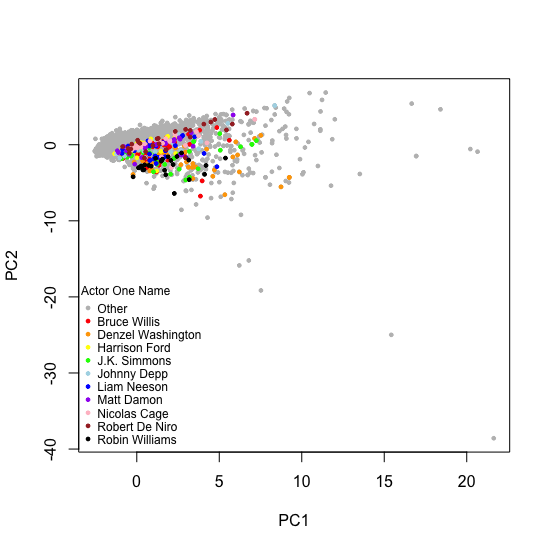 0
-10
-20
-30
-40
PC2
Actor One Name
Other
Bruce Willis
Denzel Washington
Harrison Ford
J.K. Simmons
Johnny Depp
Liam Neeson
Matt Damon
Nicolas Cage
Robert De Niro
Robin Williams
0 5 10 15 20
PC1